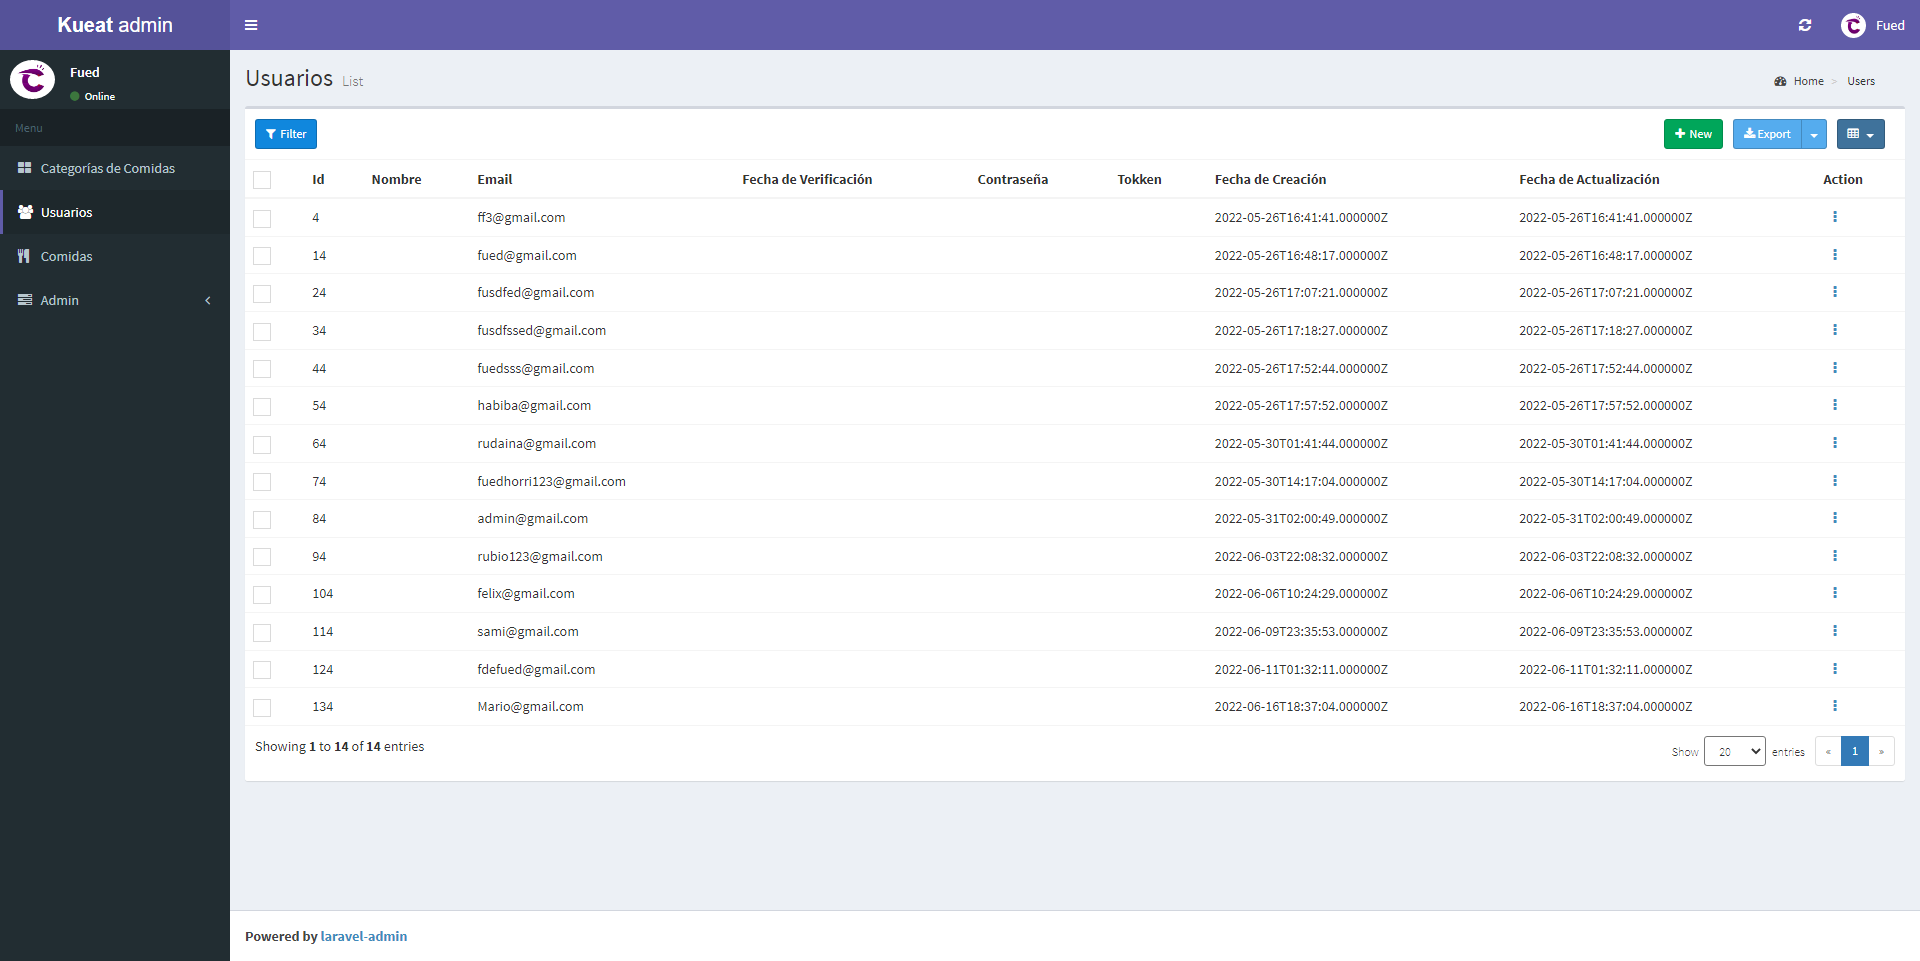 Kueat admin
Fued
Fued
Online
Menu
Categorías de Comidas
Usuarios
Comidas
Admin
Usuarios List
Home > Users
Filter
New Export
Id Nombre Email Fecha de Verificación Contraseña Tokken Fecha de Creación Fecha de Actualización Action
4 ff3@gmail.com 2022-05-26T16:41:41.000000Z 2022-05-26T16:41:41.000000Z
14 fued@gmail.com 2022-05-26T16:48:17.000000Z 2022-05-26T16:48:17.000000Z
24 fusdfed@gmail.com 2022-05-26T17:07:21.000000Z 2022-05-26T17:07:21.000000Z
34 fusdfssed@gmail.com 2022-05-26T17:18:27.000000Z 2022-05-26T17:18:27.000000Z
44 fuedsss@gmail.com 2022-05-26T17:52:44.000000Z 2022-05-26T17:52:44.000000Z
54 habiba@gmail.com 2022-05-26T17:57:52.000000Z 2022-05-26T17:57:52.000000Z
64 rudaina@gmail.com 2022-05-30T01:41:44.000000Z 2022-05-30T01:41:44.000000Z
74 fuedhorri123@gmail.com 2022-05-30T14:17:04.000000Z 2022-05-30T14:17:04.000000Z
84 admin@gmail.com 2022-05-31T02:00:49.000000Z 2022-05-31T02:00:49.000000Z
94 rubio123@gmail.com 2022-06-03T22:08:32.000000Z 2022-06-03T22:08:32.000000Z
104 felix@gmail.com 2022-06-06T10:24:29.000000Z 2022-06-06T10:24:29.000000Z
114 sami@gmail.com 2022-06-09T23:35:53.000000Z 2022-06-09T23:35:53.000000Z
124 fdefued@gmail.com 2022-06-11T01:32:11.000000Z 2022-06-11T01:32:11.000000Z
134 Mario@gmail.com 2022-06-16T18:37:04.000000Z 2022-06-16T18:37:04.000000Z
Showing 1 to 14 of 14 entries
Show 20 entries « 1 »
Powered by laravel-admin